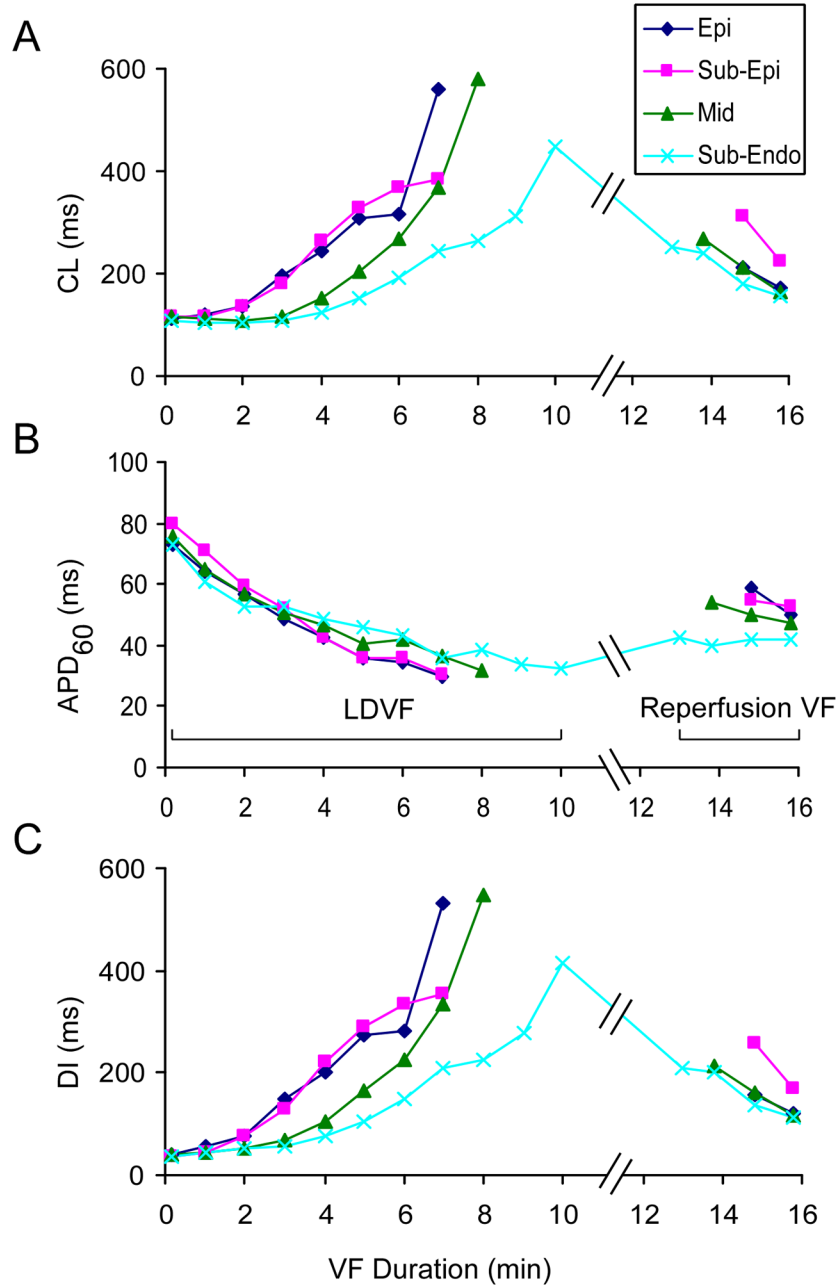 A
Epi
Sub-Epi
Mid
Sub-Endo
600
400
200
0
CL (ms)
0 2 4 6 8 10 12 14 16
B
100
80
60
40
20
0
APD60 (ms)
LDVF
Reperfusion VF
0 2 4 6 8 10 12 14 16
C
600
400
200
0
DI (ms)
0 2 4 6 8 10 12 14 16
VF Duration (min)